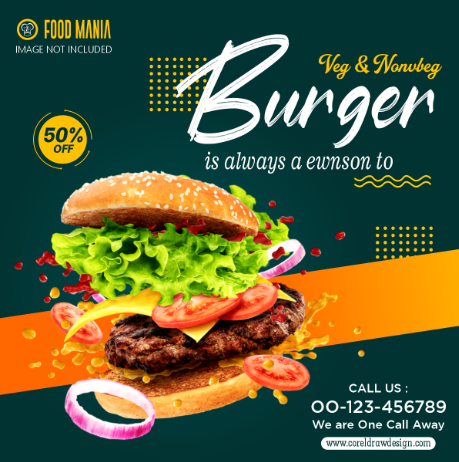 FOOD MANIA
IMAGE NOT INCLUDED
Veg & Nonvbeg
Burger
is always a ewnson to
50%
OFF
CALL US :
OO-123-456789
We are One Call Away
www.coreldrawdesign.com